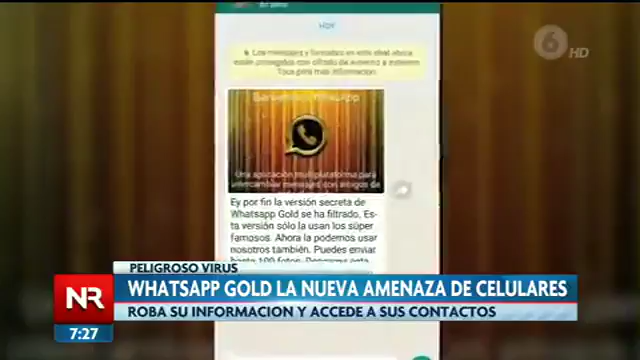 HOY
6
HD
Los mensajes y llamadas en este chat ahora
están protegidos con cifrado de extremo a extremo.
Toca para más información.
WhatsApp
Una aplicación multiplataforma para
intercambiar mensajes con amigos de
Ey por fin la versión secreta de
Whatsapp Gold se ha filtrado. Es-
ta versión sólo la usan los súper
famosos. Ahora la podemos usar
nosotros también. Puedes enviar
hasta 100 fotos.
PELIGROSO VIRUS
NR
WHATSAPP GOLD LA NUEVA AMENAZA DE CELULARES
ROBA SU INFORMACION Y ACCEDE A SUS CONTACTOS
7:27